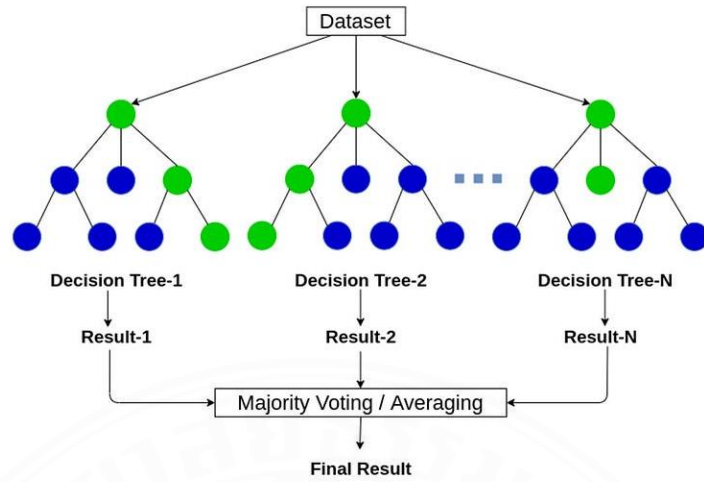 Dataset
Decision Tree-1
Decision Tree-2
Decision Tree-N
Result-1
Result-2
Result-N
Majority Voting / Averaging
Final Result